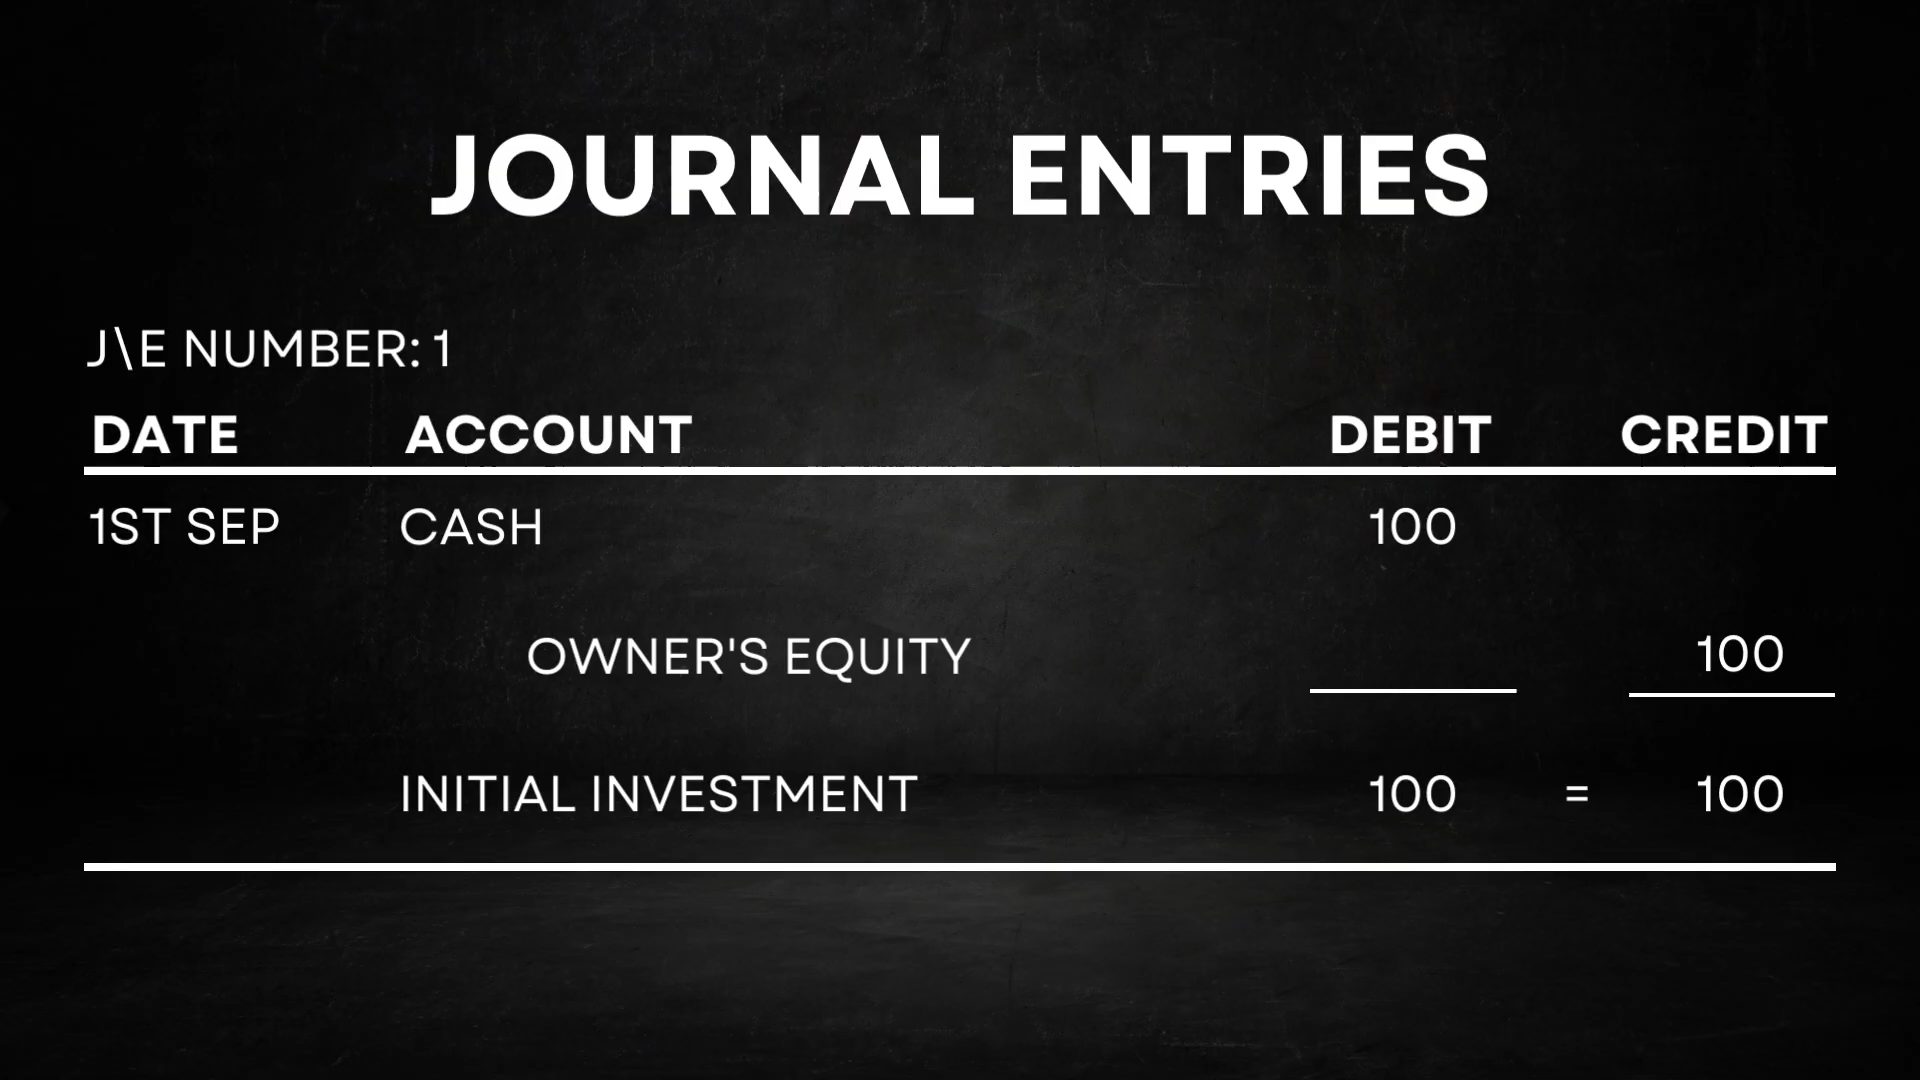 JOURNAL ENTRIES
J\E NUMBER: 1
DATE ACCOUNT DEBIT CREDIT
1ST SEP CASH 100
OWNER'S EQUITY 100
INITIAL INVESTMENT 100 = 100